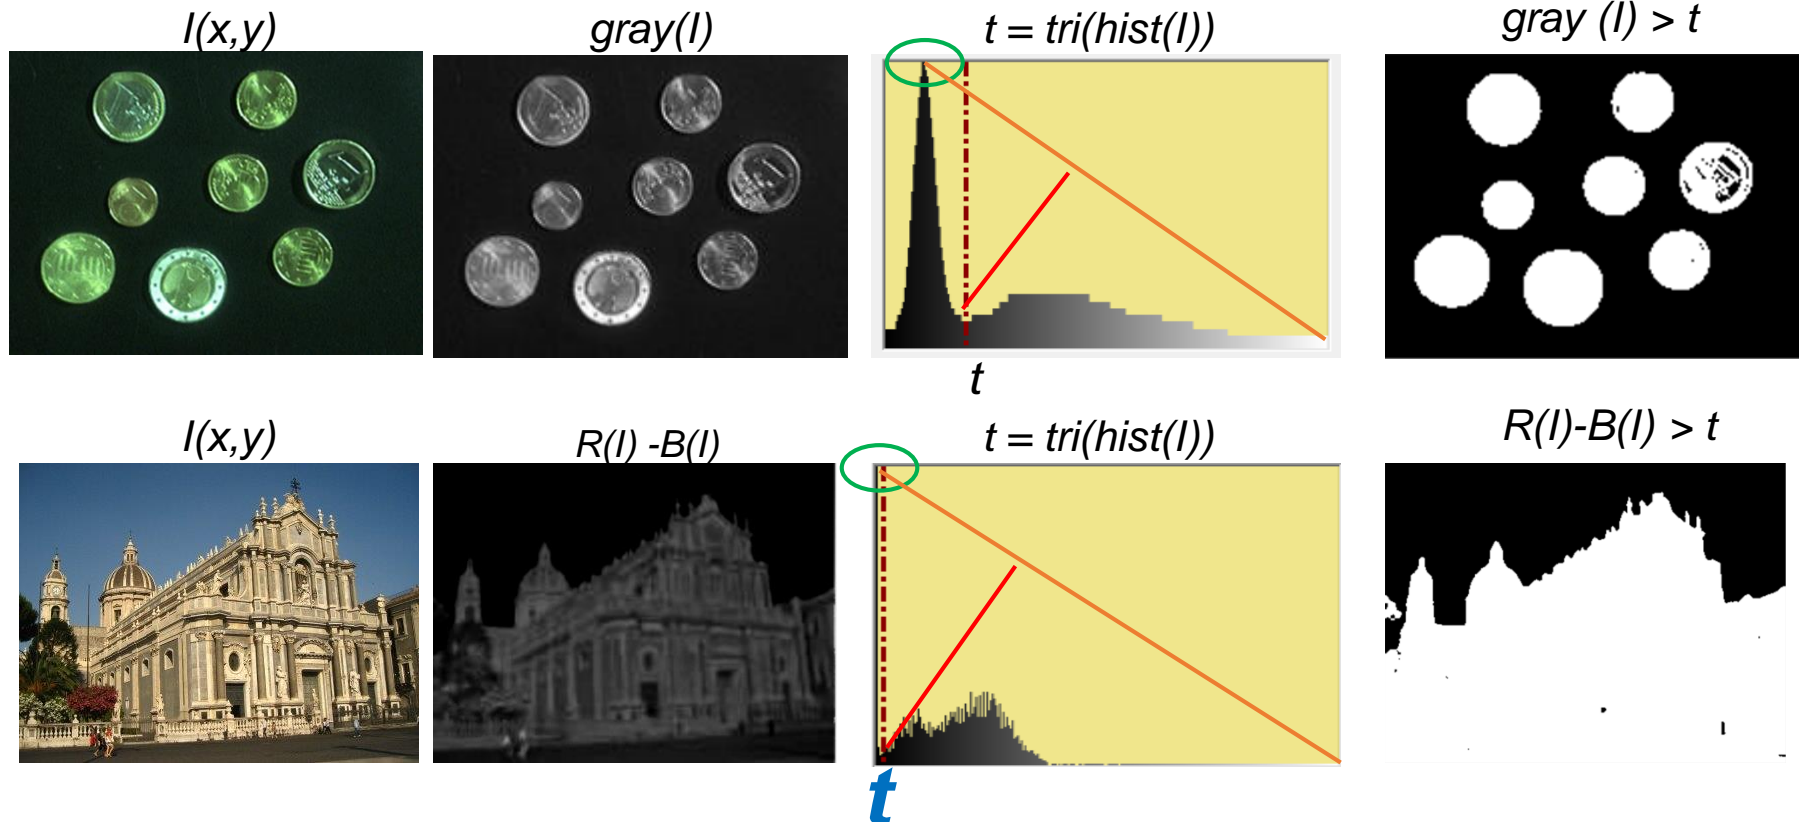 I(x,y)
gray(I)
t = tri(hist(I))
gray (I) > t
t
I(x,y)
R(I) -B(I)
t = tri(hist(I))
R(I)-B(I) > t
t